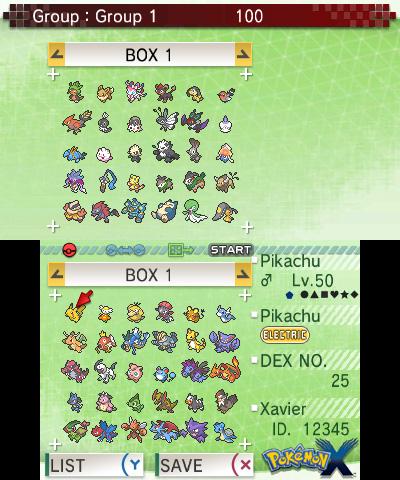 Group : Group 1 100
BOX 1
START
BOX 1
Pikachu
♂ Lv.50
Pikachu
ELECTRIC
DEX NO.
25
Xavier
ID. 12345
LIST Y
SAVE X
POKéMON X